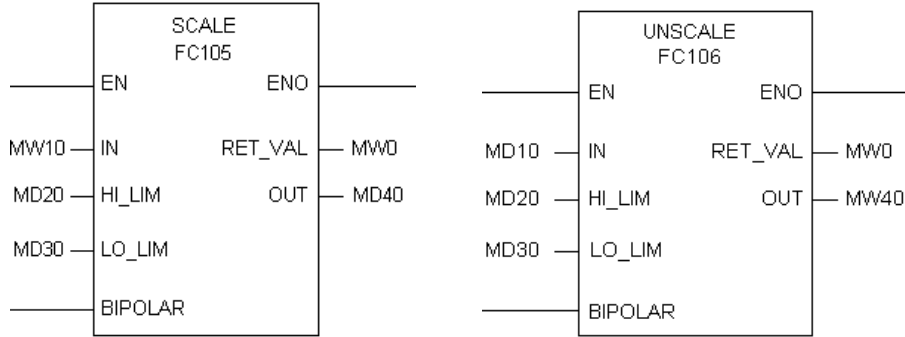 SCALE
FC105
EN ENO
MW10 IN RET_VAL MW0
MD20 HI_LIM OUT MD40
MD30 LO_LIM
BIPOLAR
UNSCALE
FC106
EN ENO
MD10 IN RET_VAL MW0
MD20 HI_LIM OUT MW40
MD30 LO_LIM
BIPOLAR